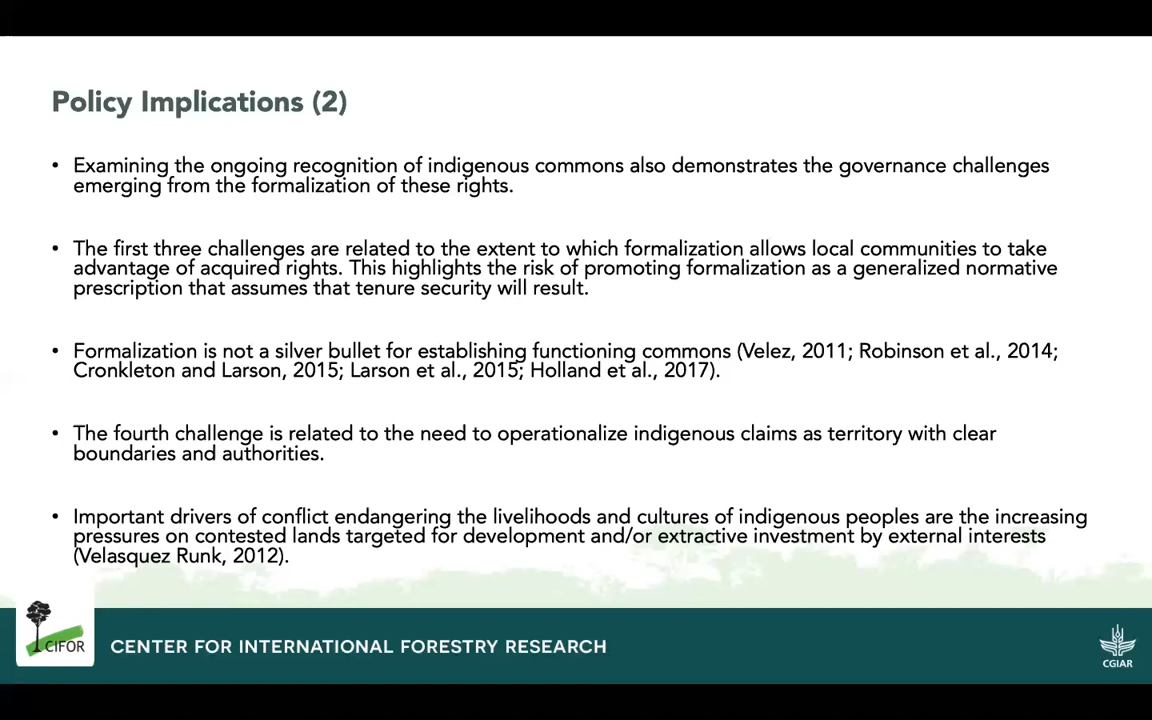 Policy Implications (2)
• Examining the ongoing recognition of indigenous commons also demonstrates the governance challenges
emerging from the formalization of these rights.
• The first three challenges are related to the extent to which formalization allows local communities to take
advantage of acquired rights. This highlights the risk of promoting formalization as a generalized normative
prescription that assumes that tenure security will result.
• Formalization is not a silver bullet for establishing functioning commons (Velez, 2011; Robinson et al., 2014;
Cronkleton and Larson, 2015; Larson et al., 2015; Holland et al., 2017).
• The fourth challenge is related to the need to operationalize indigenous claims as territory with clear
boundaries and authorities.
• Important drivers of conflict endangering the livelihoods and cultures of indigenous peoples are the increasing
pressures on contested lands targeted for development and/or extractive investment by external interests
(Velasquez Runk, 2012).
CIFOR
CENTER FOR INTERNATIONAL FORESTRY RESEARCH
CGIAR